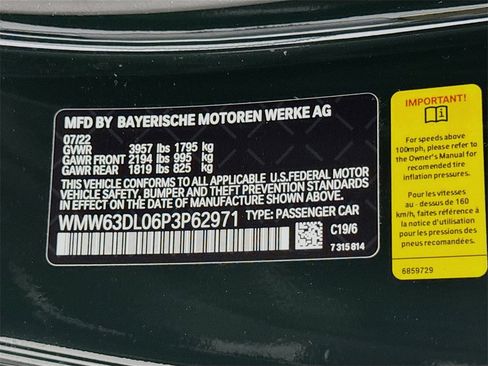 MFD BY BAYERISCHE MOTOREN WERKE AG
07/22
GVWR 3957 lbs 1795 kg
GAWR FRONT 2194 lbs 995 kg
GAWR REAR 1819 lbs 825 kg
THIS VEHICLE CONFORMS TO ALL APPLICABLE U.S.FEDERAL MOTOR
VEHICLE SAFETY, BUMPER AND THEFT PREVENTION STANDARDS
IN EFFECT ON THE DATE OF MANUFACTURE SHOWN ABOVE.
WMW63DL06P3P62971 TYPE: PASSENGER CAR
C19/6
7 315 814
IMPORTANT!
For speeds above
100mph, please refer to
the Owner's Manual for
recomended tire
inflation pressures.
Pour les vitesses
au - dessus de 160
km/h, faites référence à
la notice d'utilisation
pour les pressions des
pneus recomandées.
6859729